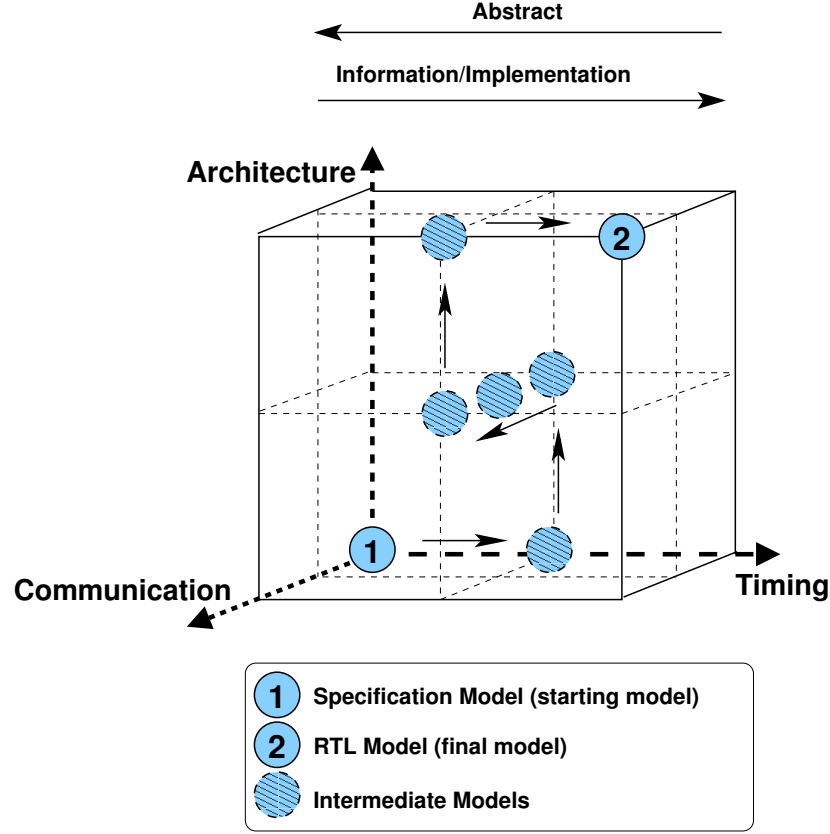 Abstract
Information/Implementation
Architecture
2
1
Communication
Timing
1 Specification Model (starting model)
2 RTL Model (final model)
Intermediate Models